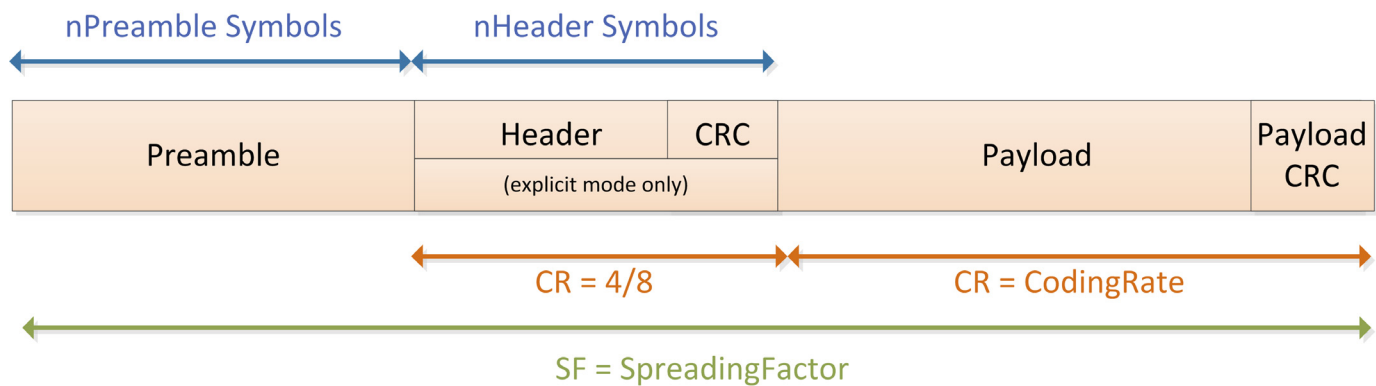 nPreamble Symbols
nHeader Symbols
Preamble
Header
CRC
(explicit mode only)
Payload
Payload
CRC
CR = 4/8
CR = CodingRate
SF = SpreadingFactor